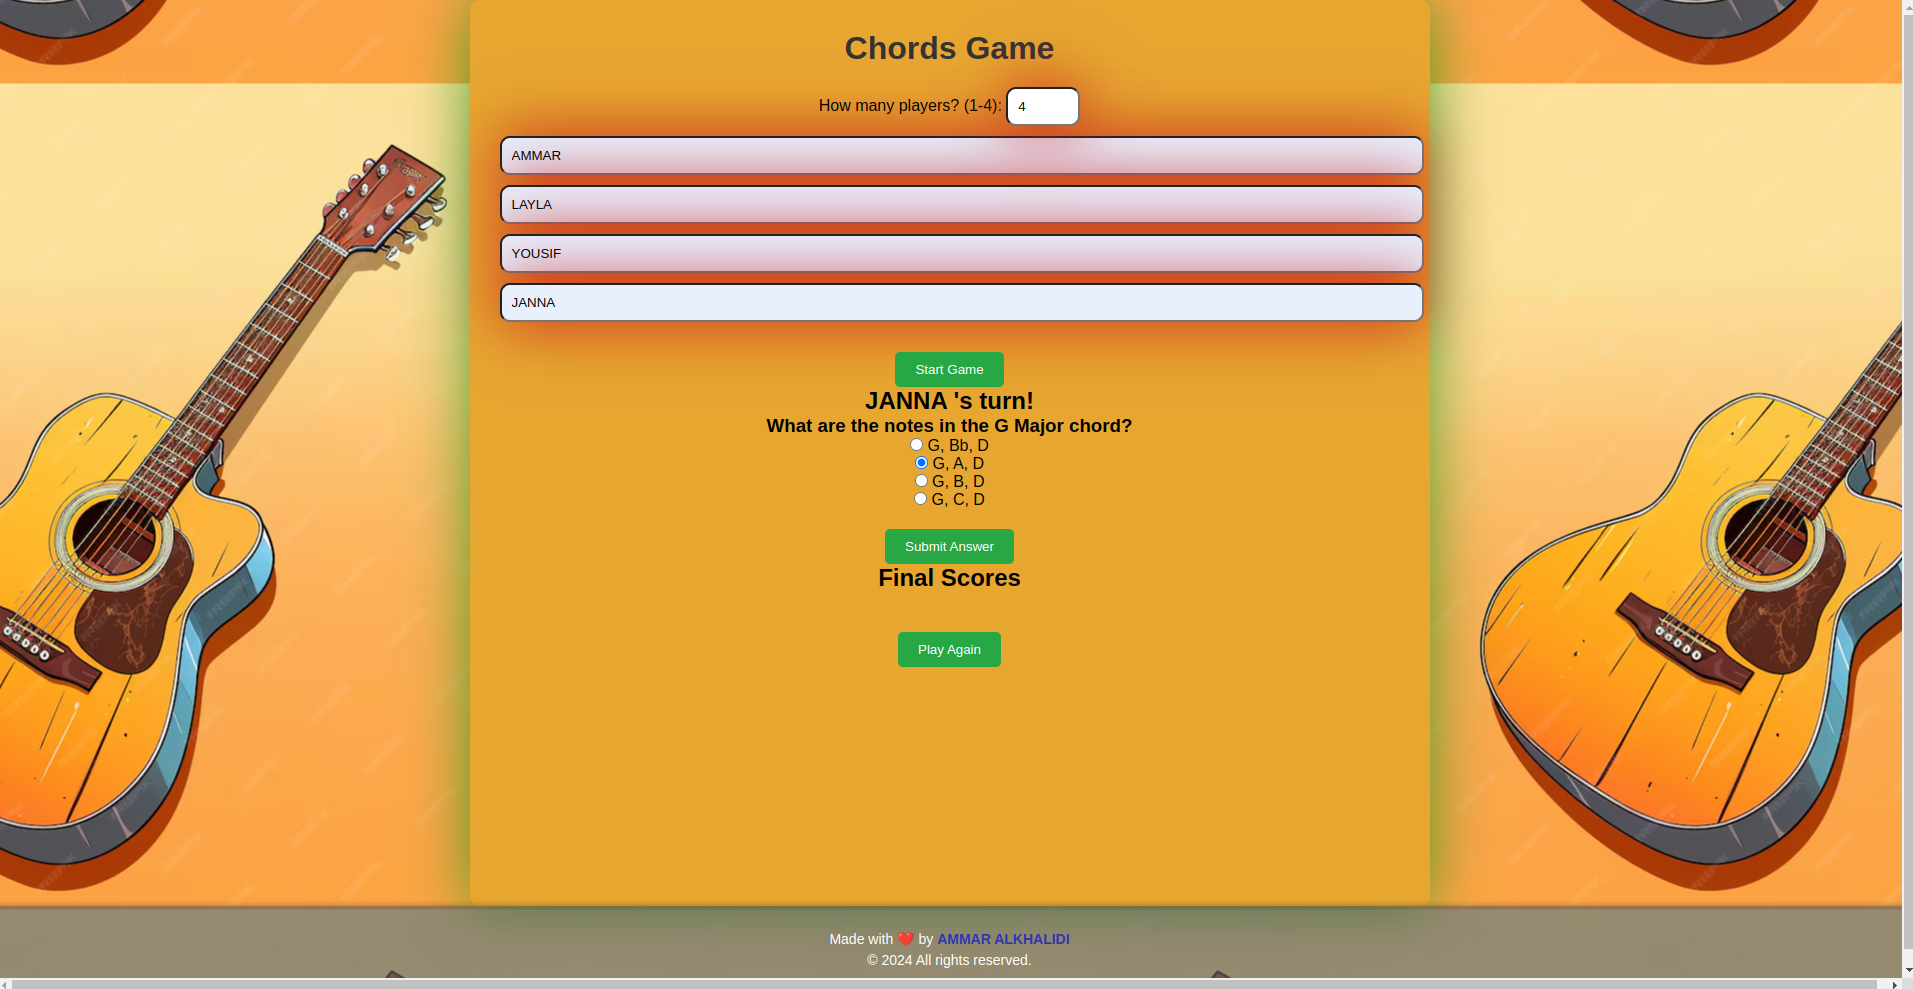 Chords Game
How many players? (1-4): 4
AMMAR
LAYLA
YOUSIF
JANNA
Start Game
JANNA 's turn!
What are the notes in the G Major chord?
G, Bb, D
G, A, D
G, B, D
G, C, D
Submit Answer
Final Scores
Play Again
Made with ❤️ by AMMAR ALKHALIDI
© 2024 All rights reserved.